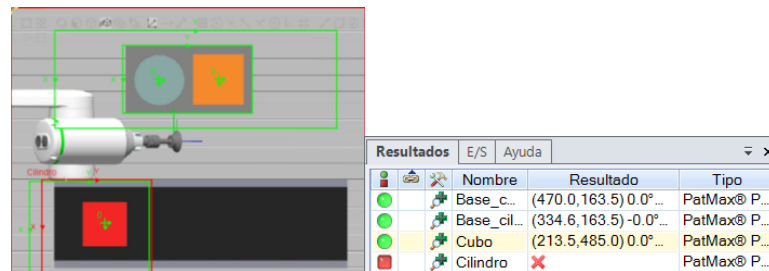 Cilindro
Resultados E/S Ayuda
Nombre Resultado Tipo
Base_c... (470.0,163.5) 0.0°... PatMax® P...
Base_cil... (334.6,163.5) -0.0°... PatMax® P...
Cubo (213.5,485.0) 0.0°... PatMax® P...
Cilindro PatMax® P...